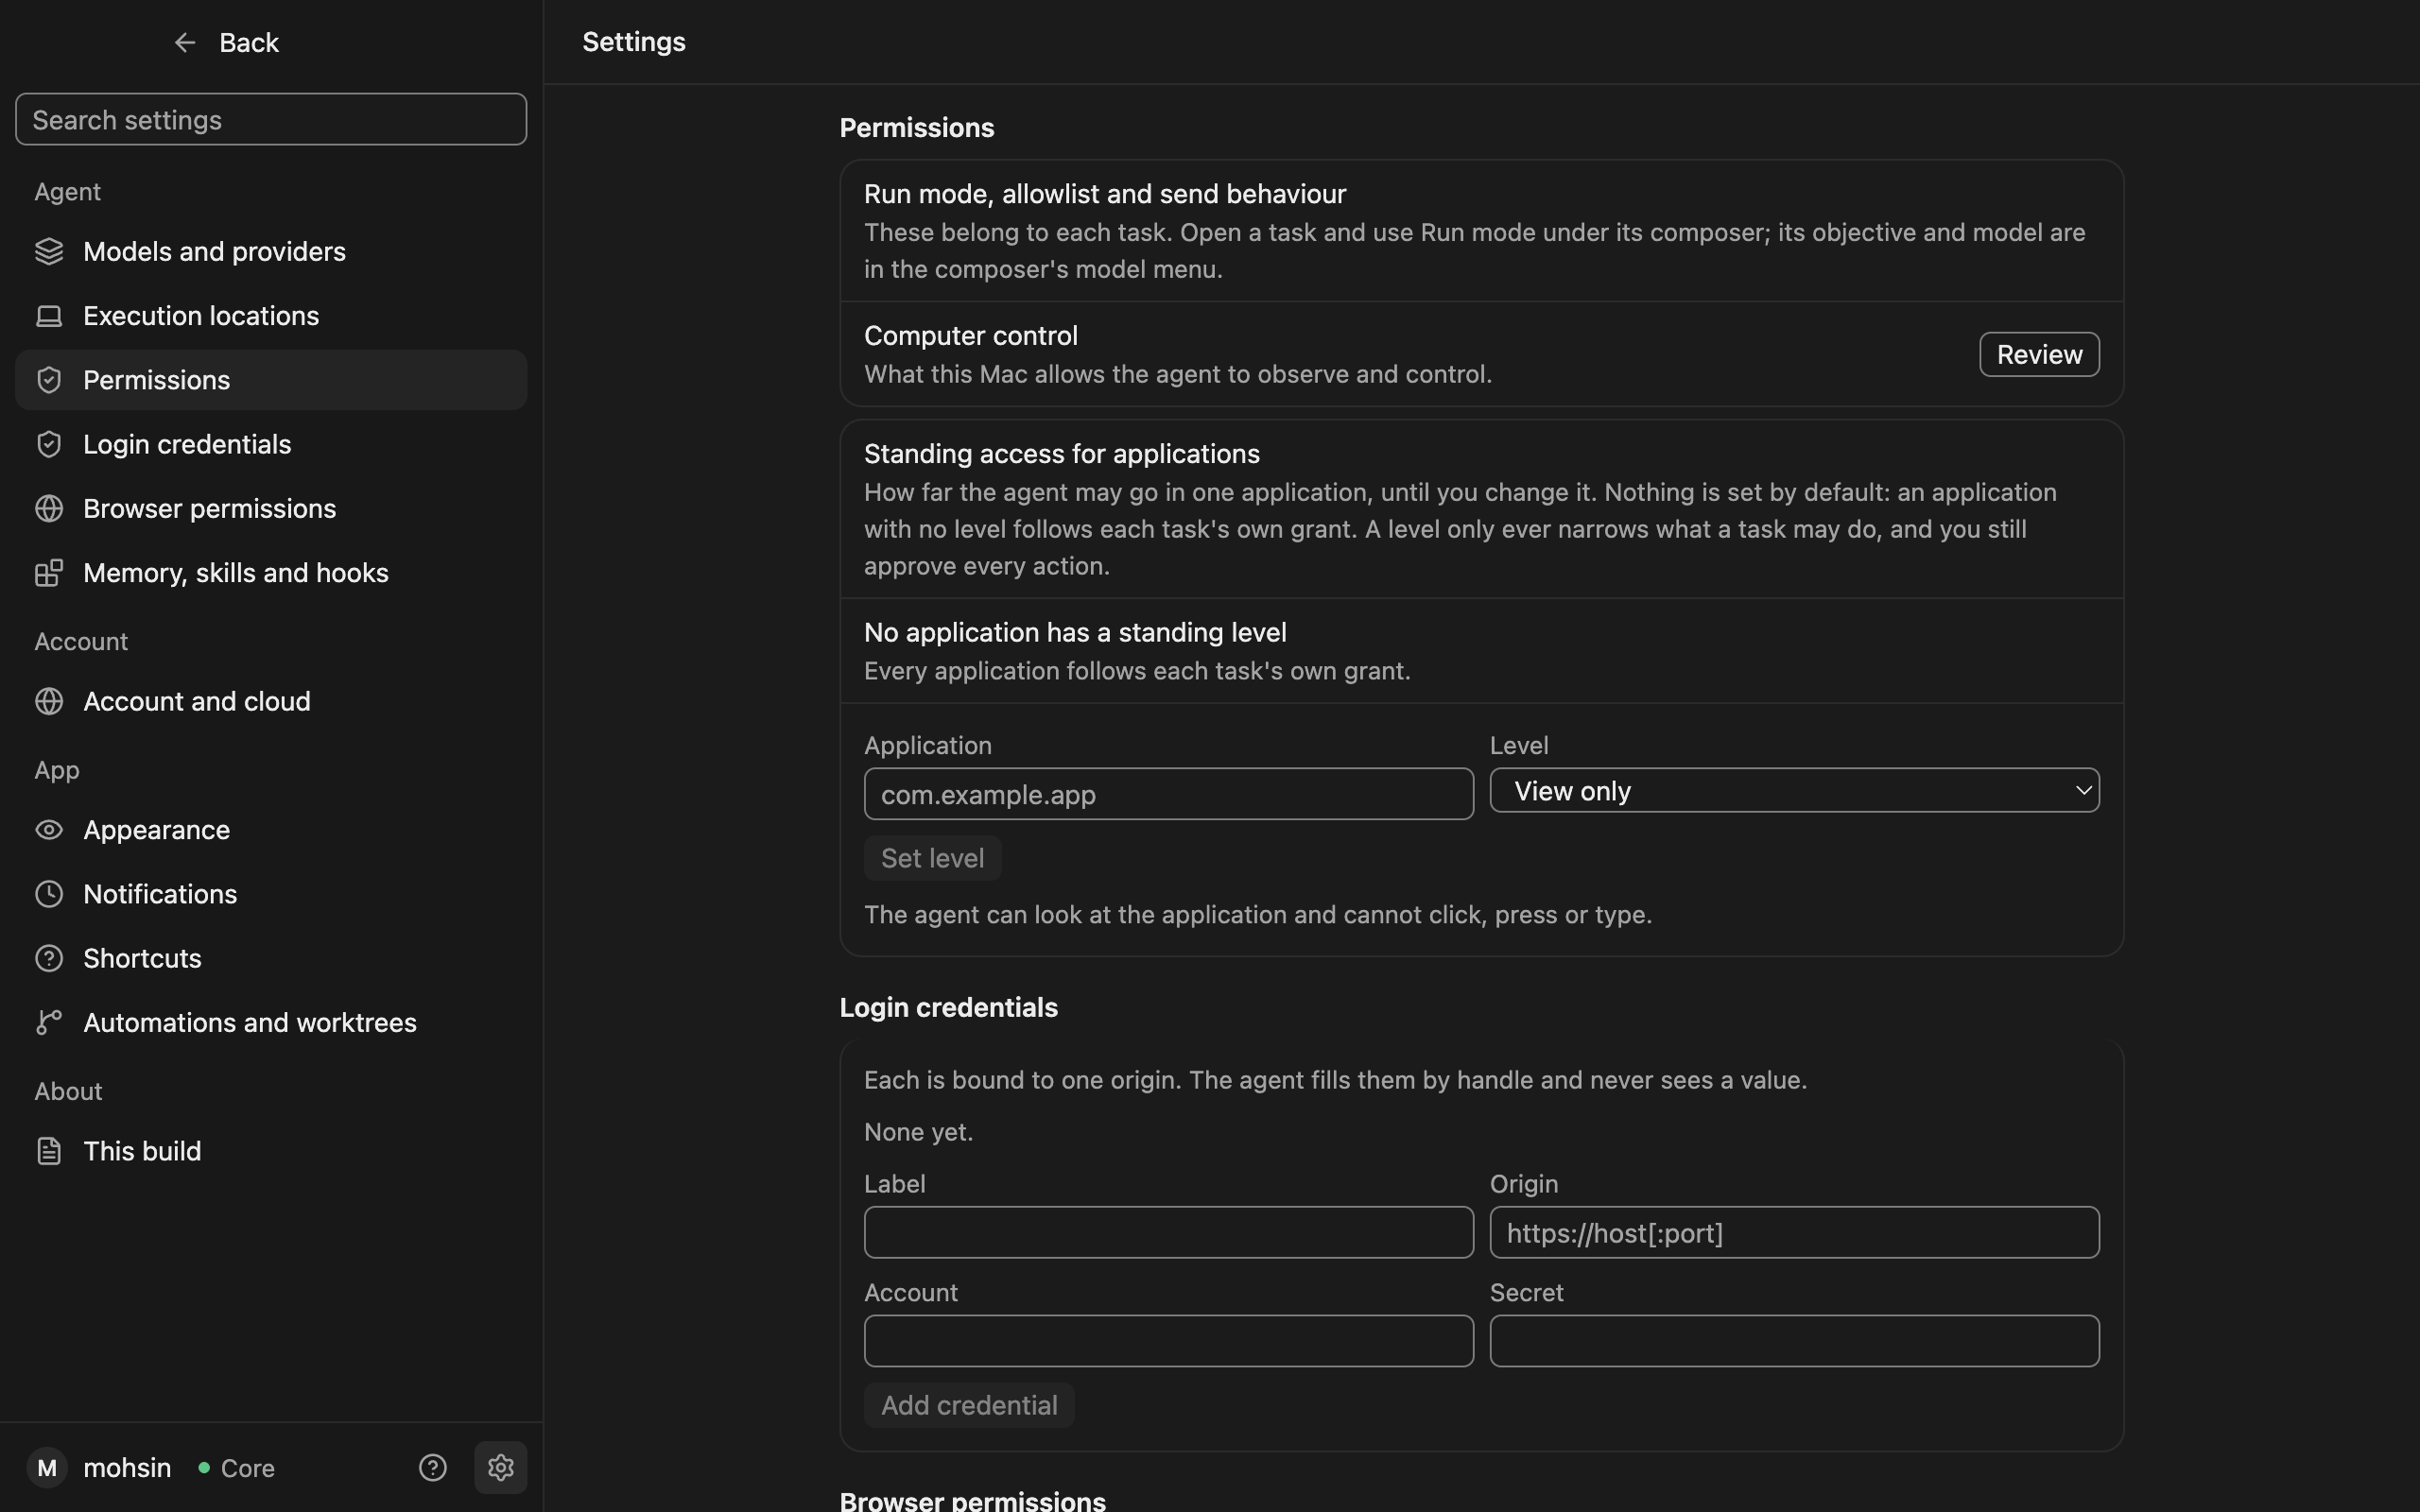 Back
Search settings
Agent
Models and providers
Execution locations
Permissions
Login credentials
Browser permissions
Memory, skills and hooks
Account
Account and cloud
App
Appearance
Notifications
Shortcuts
Automations and worktrees
About
This build
M mohsin Core
Settings
Permissions
Run mode, allowlist and send behaviour
These belong to each task. Open a task and use Run mode under its composer; its objective and model are
in the composer's model menu.
Computer control
What this Mac allows the agent to observe and control.
Review
Standing access for applications
How far the agent may go in one application, until you change it. Nothing is set by default: an application
with no level follows each task's own grant. A level only ever narrows what a task may do, and you still
approve every action.
No application has a standing level
Every application follows each task's own grant.
Application Level
com.example.app View only
Set level
The agent can look at the application and cannot click, press or type.
Login credentials
Each is bound to one origin. The agent fills them by handle and never sees a value.
None yet.
Label Origin
https://host[:port]
Account Secret
Add credential
Browser permissions